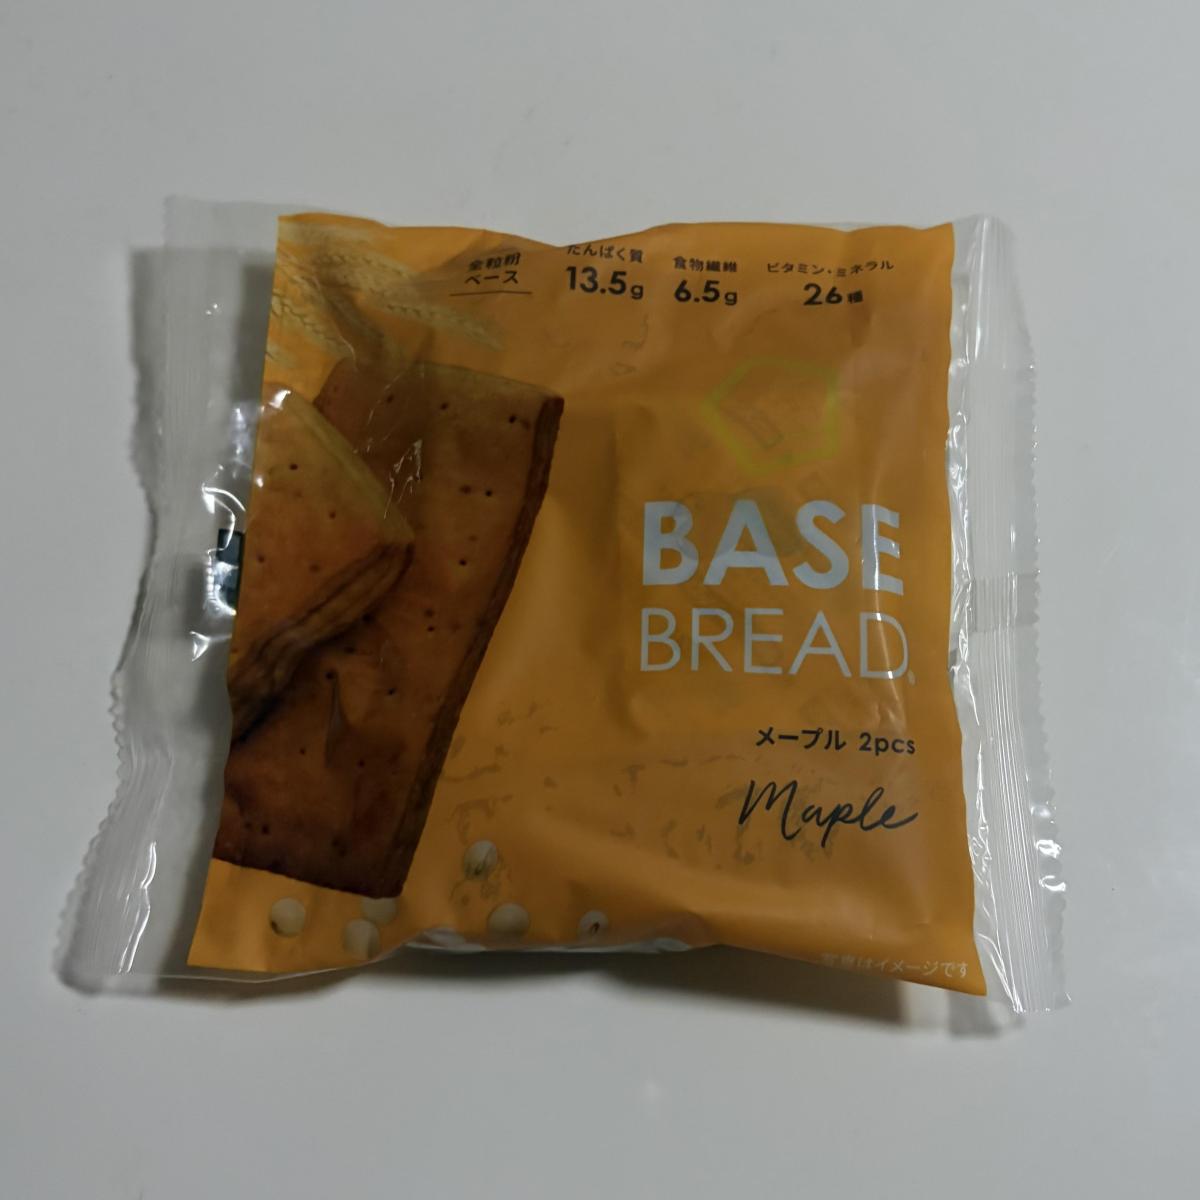 全粒粉
ベース
たんぱく質
13.5g
食物繊維
6.5g
ビタミン・ミネラル
26種
BASE
BREAD®
メープル 2pcs
Maple
写真はイメージです